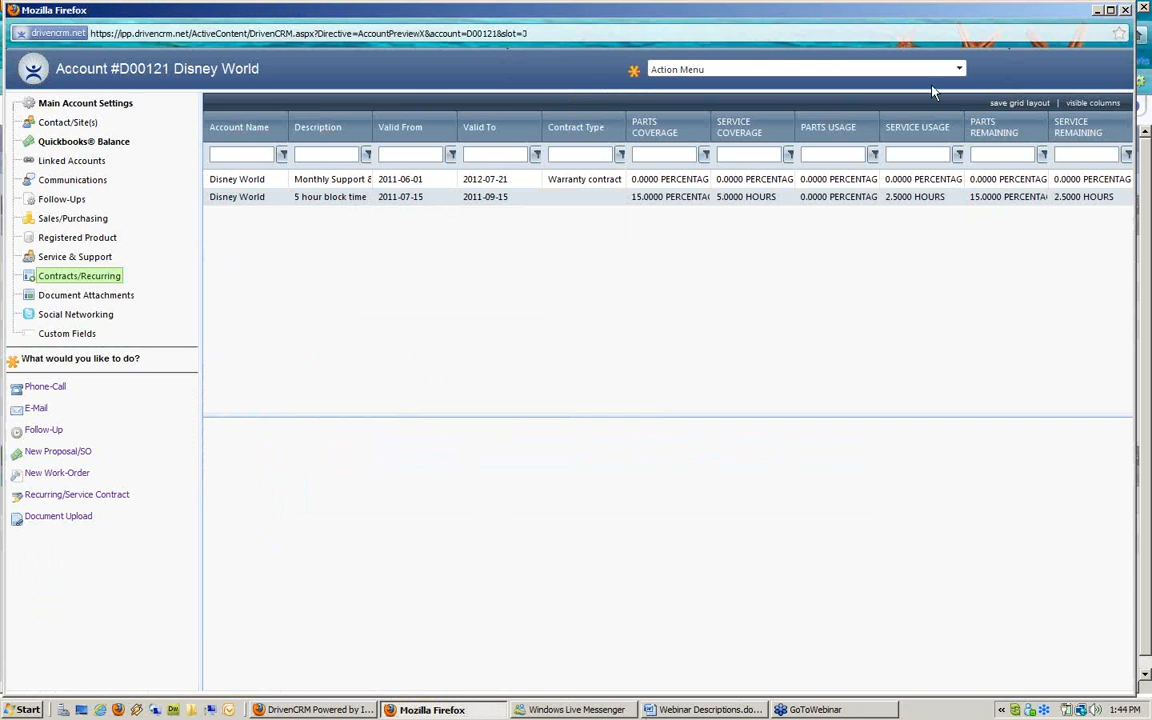 Mozilla Firefox
drivencrm.net https://ipp.drivencrm.net/ActiveContent/DrivenCRM.aspx?Directive=AccountPreviewX&account=D00121&slot=3
Account #D00121 Disney World
Action Menu
save grid layout | visible columns
Main Account Settings
Contact/Site(s)
Quickbooks® Balance
Linked Accounts
Communications
Follow-Ups
Sales/Purchasing
Registered Product
Service & Support
Contracts/Recurring
Document Attachments
Social Networking
Custom Fields
What would you like to do?
Phone-Call
E-Mail
Follow-Up
New Proposal/SO
New Work-Order
Recurring/Service Contract
Document Upload
Account Name Description Valid From Valid To Contract Type PARTS COVERAGE SERVICE COVERAGE PARTS USAGE SERVICE USAGE PARTS REMAINING SERVICE REMAINING
Disney World Monthly Support & 2011-06-01 2012-07-21 Warranty contract 0.0000 PERCENTAG 0.0000 PERCENTAG 0.0000 PERCENTAG 0.0000 PERCENTAG 0.0000 PERCENTAG 0.0000 PERCENTAG
Disney World 5 hour block time 2011-07-15 2011-09-15 15.0000 PERCENTAG 5.0000 HOURS 0.0000 PERCENTAG 2.5000 HOURS 15.0000 PERCENTAG 2.5000 HOURS
Start DrivenCRM Powered by I... Mozilla Firefox Windows Live Messenger Webinar Descriptions.do... GoToWebinar « 1:44 PM